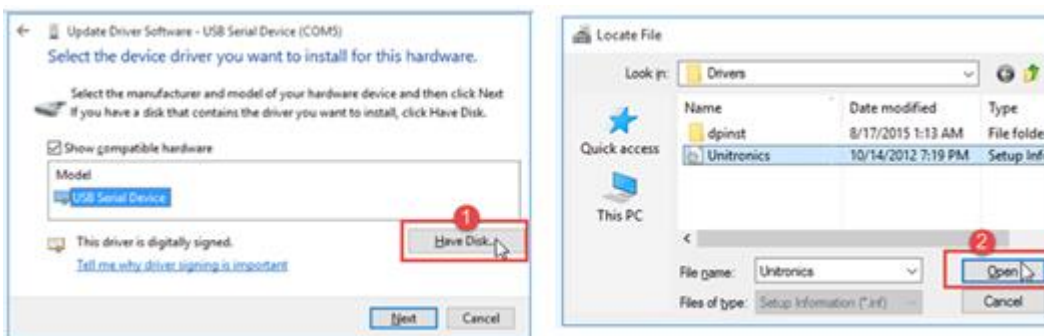 Update Driver Software - USB Serial Device (COM5)
Select the device driver you want to install for this hardware.
Select the manufacturer and model of your hardware device and then click Next
If you have a disk that contains the driver you want to install, click Have Disk.
Show compatible hardware
Model
USB Serial Device
1
This driver is digitally signed.
Have Disk...
Tell me why driver signing is important
Next Cancel
Locate File
Look in: Drivers
Name Date modified Type
dpinst 8/17/2015 1:13 AM File folde
Unitronics 10/14/2012 7:19 PM Setup Inf
Quick access
This PC
2
File name: Unitronics Open
Files of type: Setup Information (*.inf) Cancel